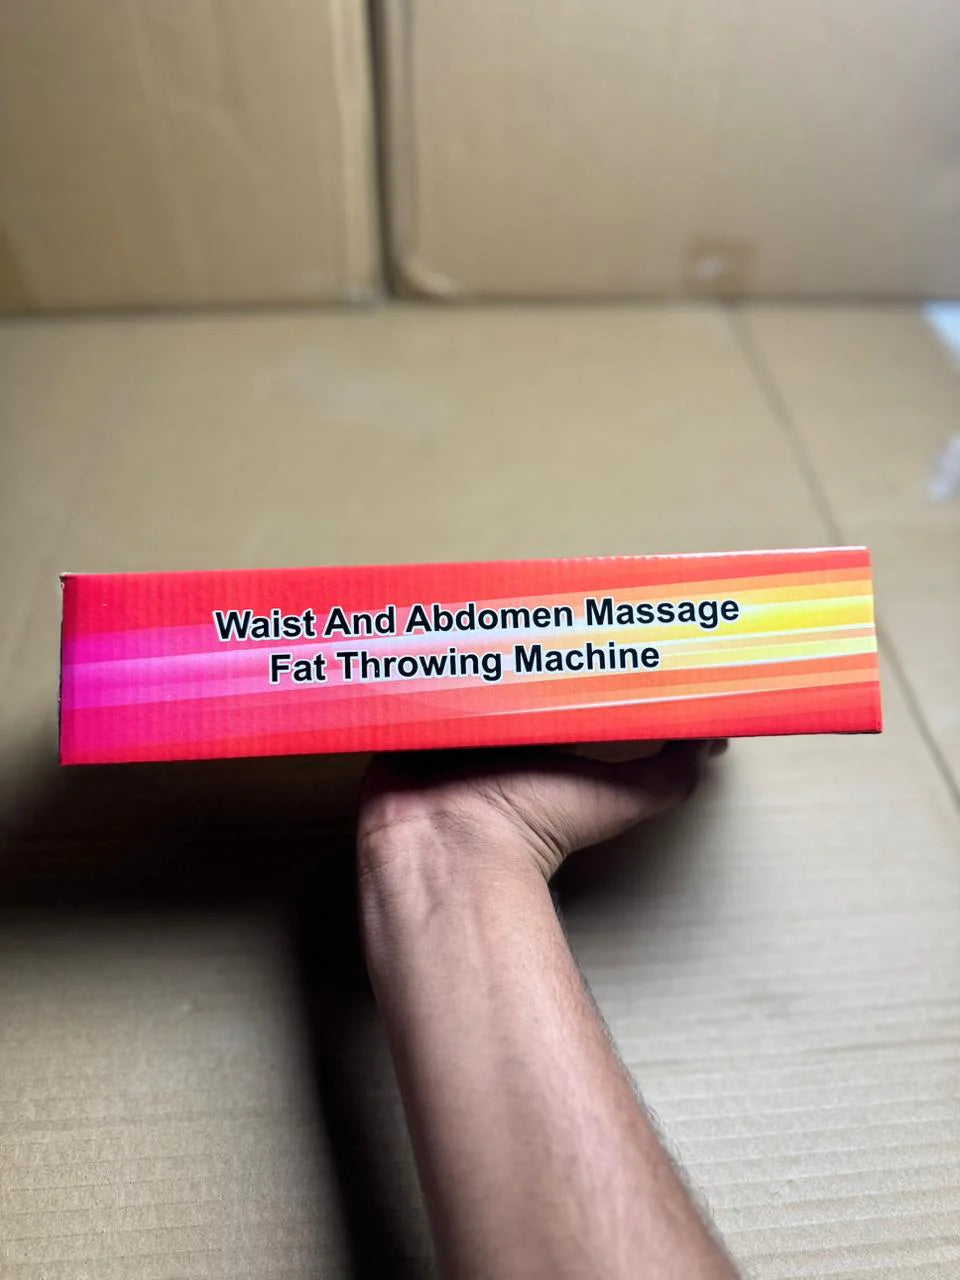 Waist And Abdomen Massage
Fat Throwing Machine